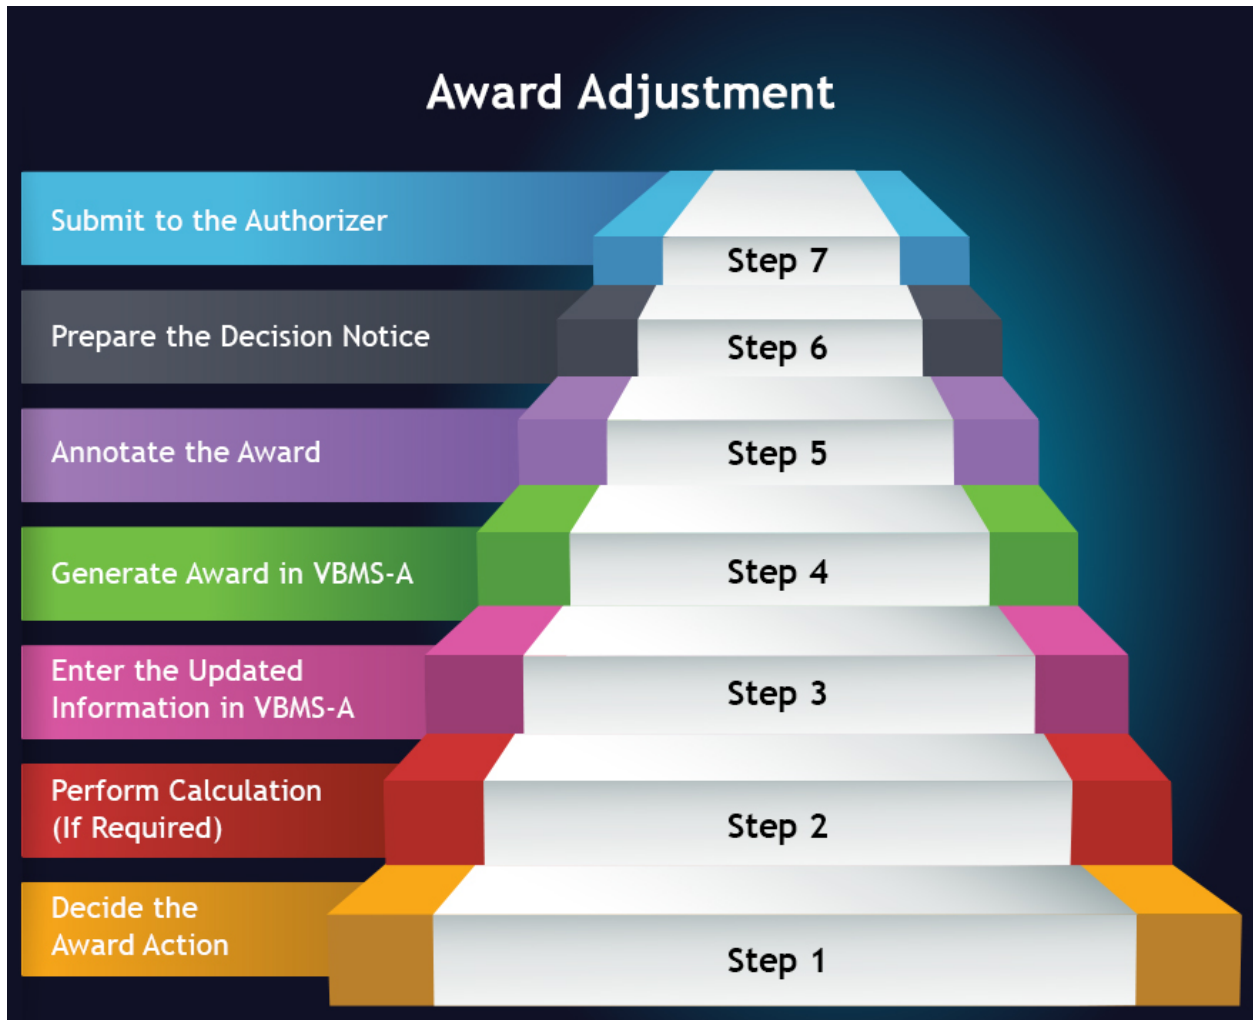 Award Adjustment
Submit to the Authorizer
Step 7
Prepare the Decision Notice
Step 6
Annotate the Award
Step 5
Generate Award in VBMS-A
Step 4
Enter the Updated
Information in VBMS-A
Step 3
Perform Calculation
(If Required)
Step 2
Decide the
Award Action
Step 1